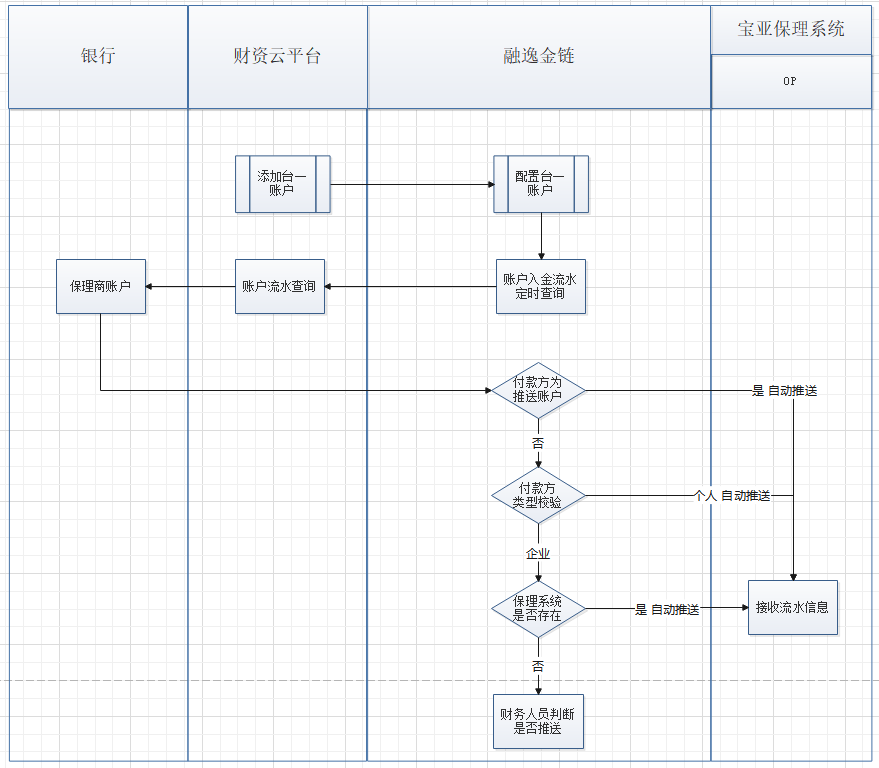 银行
财资云平台
融逸金链
宝亚保理系统
OP
添加台一
账户
配置台一
账户
保理商账户
账户流水查询
账户入金流水
定时查询
付款方为
推送账户
是 自动推送
否
付款方
类型校验
个人 自动推送
企业
保理系统
是否存在
是 自动推送
接收流水信息
否
财务人员判断
是否推送